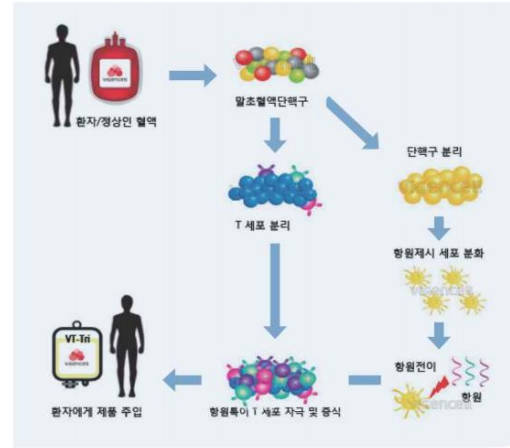 vigencell
환자/정상인 혈액
말초혈액단핵구
단핵구 분리
T 세포 분리
항원제시 세포 분화
vigencell
VT-Tri
vigencell
항원전이
항원
환자에게 제품 주입
항원특이 T 세포 자극 및 증식